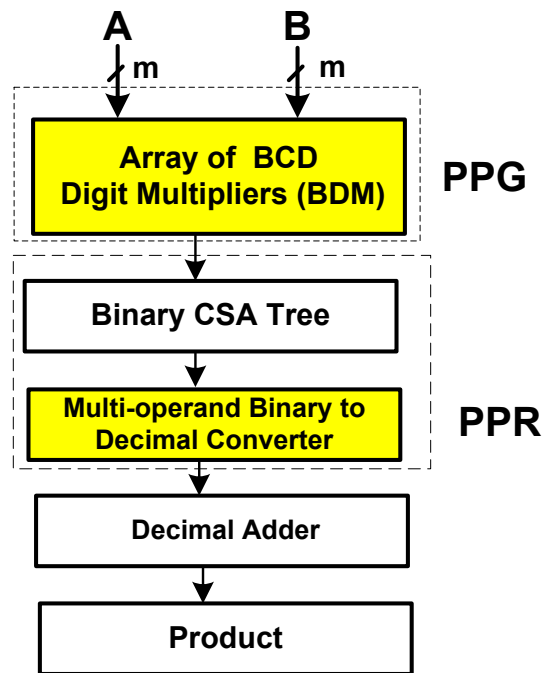 A B
m m
Array of BCD
Digit Multipliers (BDM)
PPG
Binary CSA Tree
Multi-operand Binary to
Decimal Converter
PPR
Decimal Adder
Product